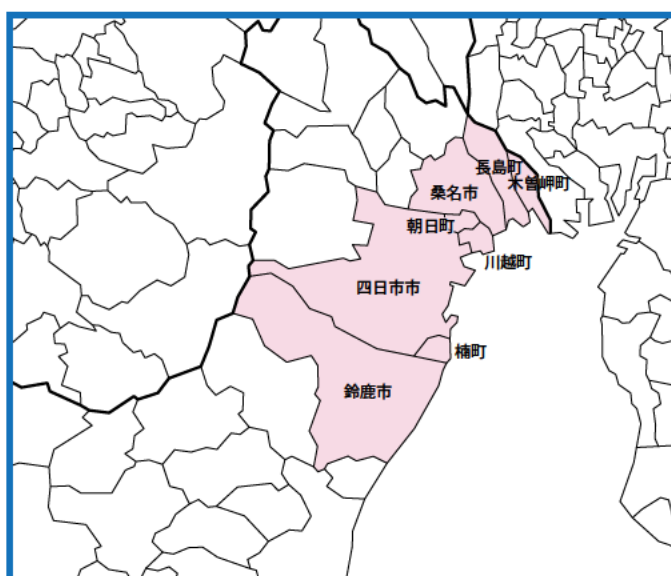 長島町
木曽岬町
桑名市
朝日町
川越町
四日市市
楠町
鈴鹿市